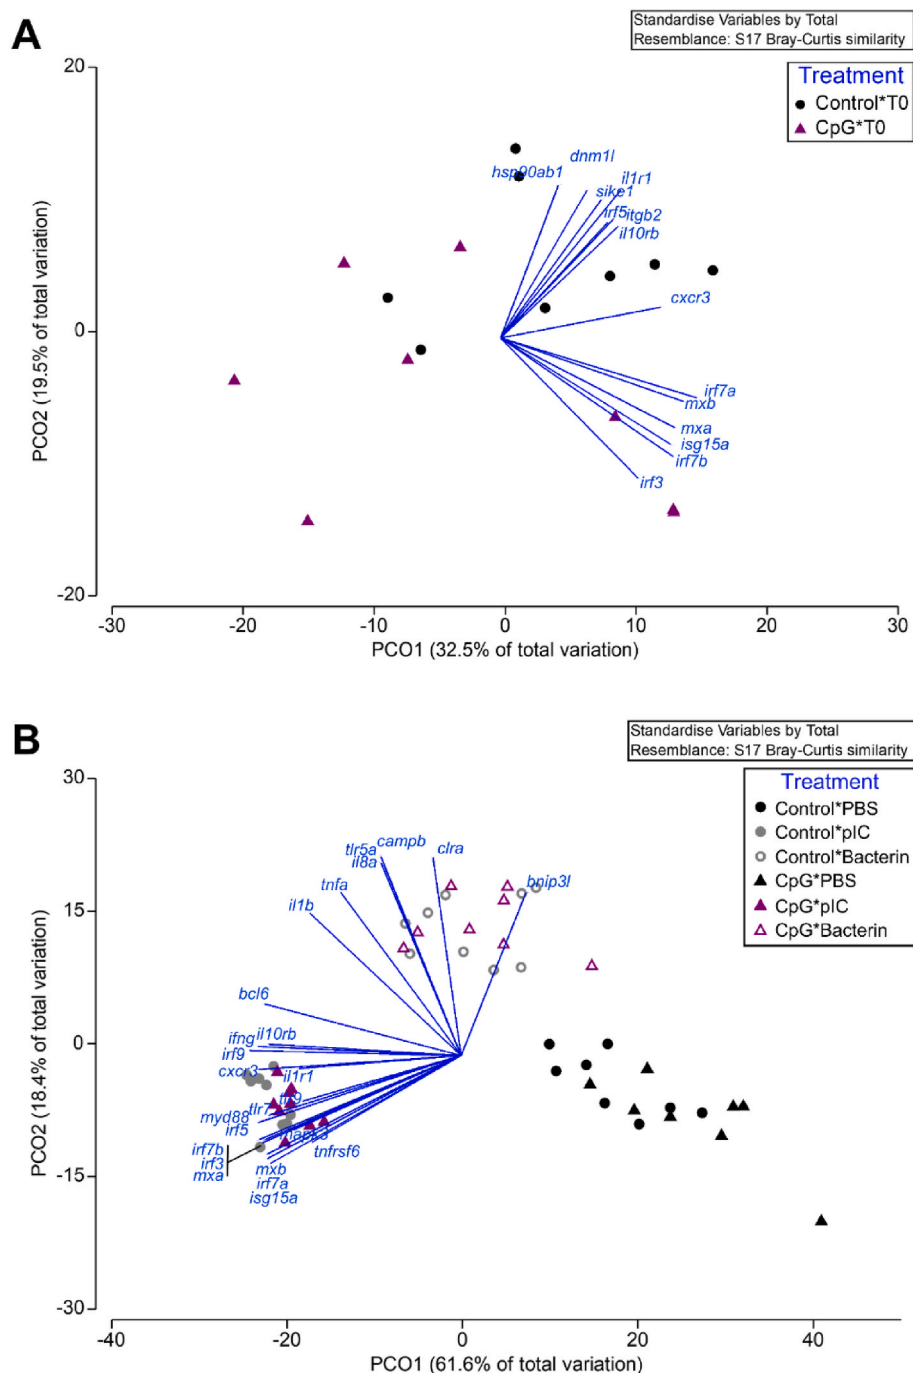 A
Standardise Variables by Total
Resemblance: S17 Bray-Curtis similarity
Treatment
Control*T0
CpG*T0
20
0
-20
PCO2 (19.5% of total variation)
dnm1l
hsp90ab1
il1r1
sike1
irf5
itgb2
il10rb
cxcr3
irf7a
mxb
mxa
isg15a
irf7b
irf3
-30
-20
-10
0
10
20
30
PCO1 (32.5% of total variation)
B
Standardise Variables by Total
Resemblance: S17 Bray-Curtis similarity
Treatment
Control*PBS
Control*pIC
Control*Bacterin
CpG*PBS
CpG*pIC
CpG*Bacterin
30
15
0
-15
-30
PCO2 (18.4% of total variation)
campb
tlr5a
clra
il8a
bnip3l
tnfa
il1b
bcl6
ifng
il10rb
irf9
cxcr3
il1r1
tlr7
myd88
irf5
tnfrsf6
irf7b
irf3
mxa
mxb
irf7a
isg15a
-40
-20
0
20
40
PCO1 (61.6% of total variation)